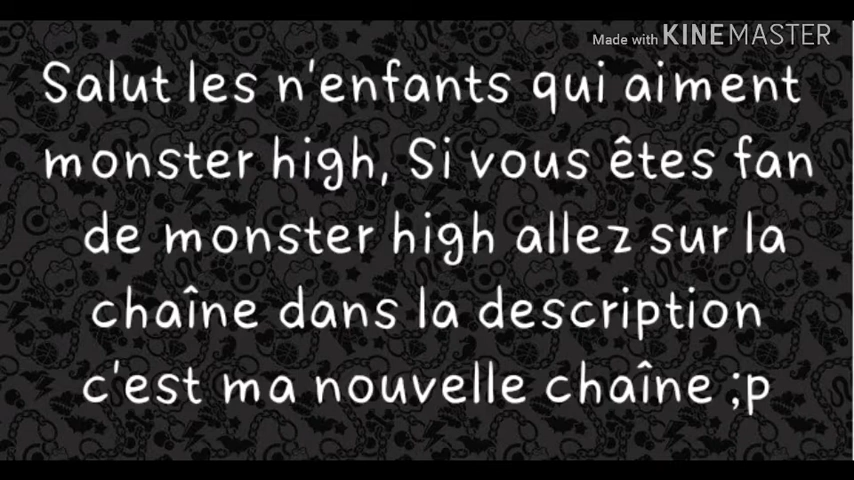 Made with KINEMASTER
Salut les n'enfants qui aiment
monster high, Si vous êtes fan
de monster high allez sur la
chaîne dans la description
c'est ma nouvelle chaîne ;p